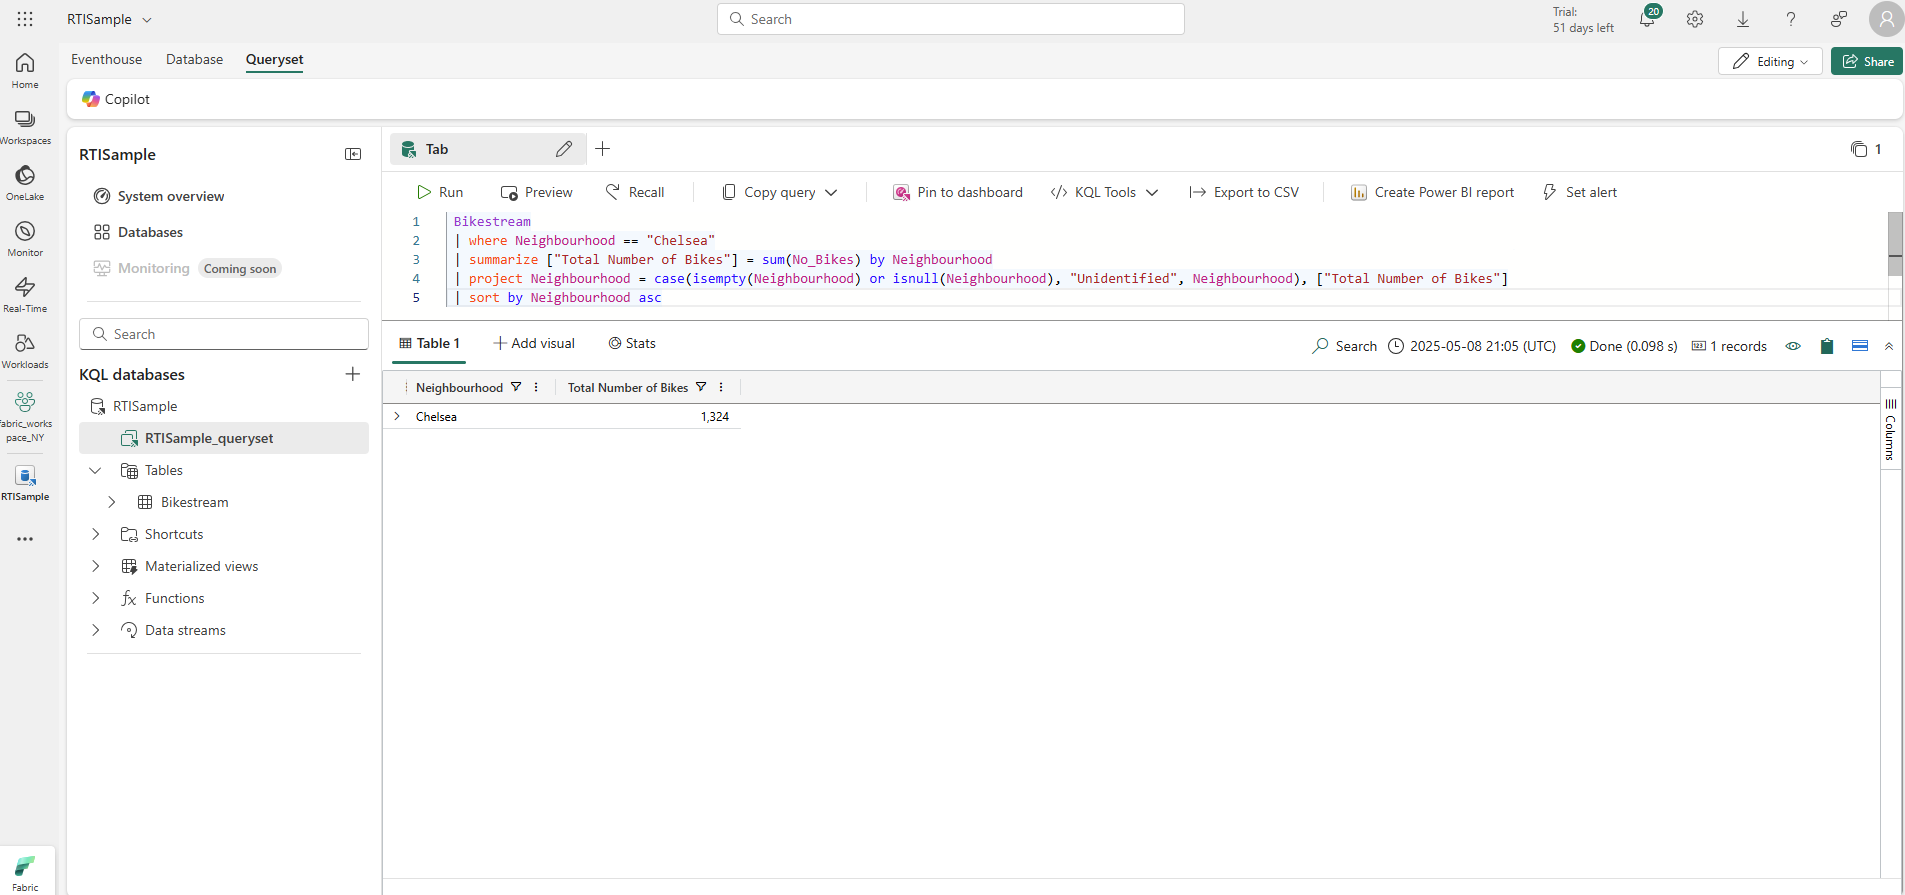 RTISample
Search
Trial:
51 days left
20
Home
Workspaces
OneLake
Monitor
Real-Time
Workloads
fabric_works
pace_NY
RTISample
Fabric
Eventhouse Database Queryset
Editing Share
Copilot
RTISample
System overview
Databases
Monitoring Coming soon
Search
KQL databases
RTISample
RTISample_queryset
Tables
Bikestream
Shortcuts
Materialized views
Functions
Data streams
Tab
1
Run Preview Recall Copy query Pin to dashboard KQL Tools Export to CSV Create Power BI report Set alert
1 Bikestream
2 | where Neighbourhood == "Chelsea"
3 | summarize ["Total Number of Bikes"] = sum(No_Bikes) by Neighbourhood
4 | project Neighbourhood = case(isempty(Neighbourhood) or isnull(Neighbourhood), "Unidentified", Neighbourhood), ["Total Number of Bikes"]
5 | sort by Neighbourhood asc
Table 1 Add visual Stats Search 2025-05-08 21:05 (UTC) Done (0.098 s) 1 records
Neighbourhood Total Number of Bikes
Chelsea 1,324
Columns